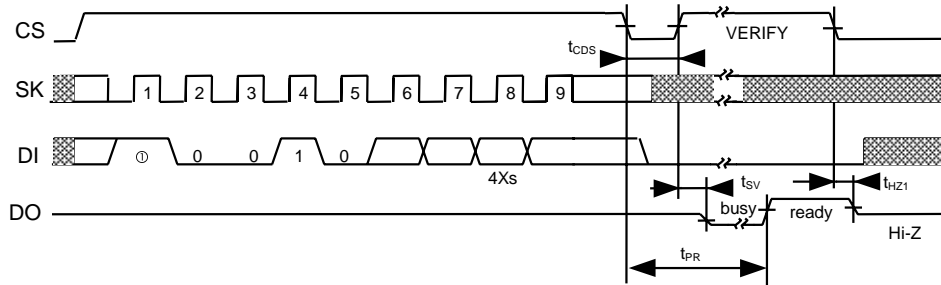 CS
VERIFY
tCDS
SK
1 2 3 4 5 6 7 8 9
DI
① 0 0 1 0
4Xs
tSV
tHZ1
DO
busy
ready
Hi-Z
tPR